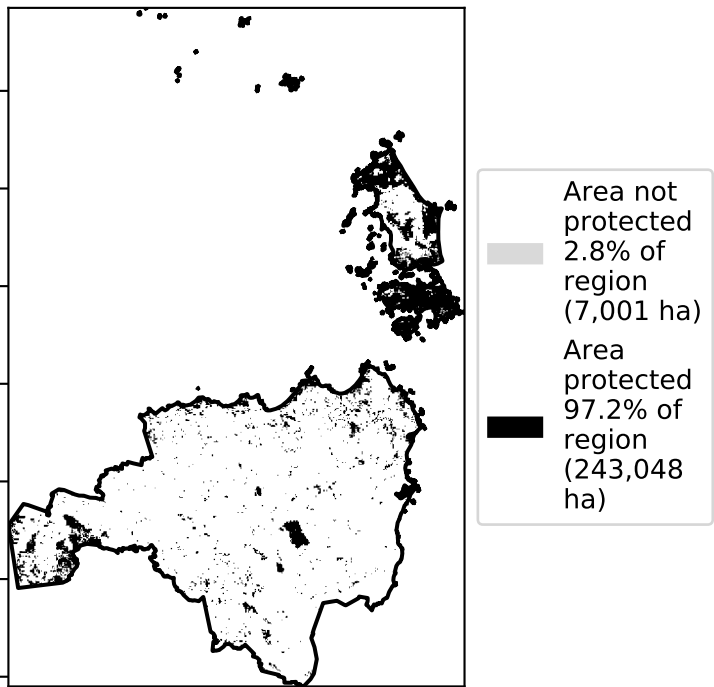 Area not
protected
2.8% of
region
(7,001 ha)
Area
protected
97.2% of
region
(243,048
ha)